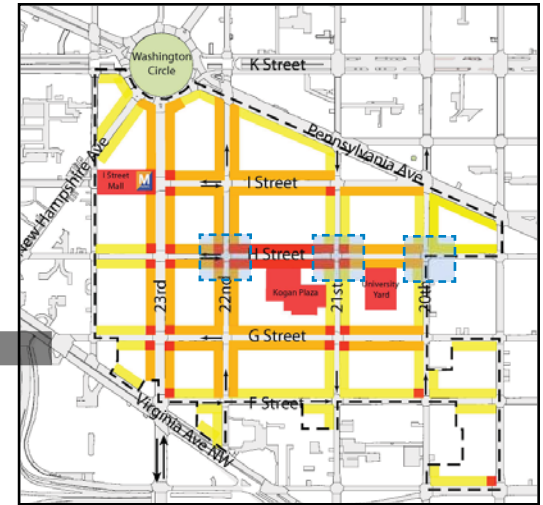 Washington
Circle
K Street
Pennsylvania Ave
New Hampshire Ave
I Street
Mall
M
I Street
H Street
23rd
22nd
21st
20th
Kogan Plaza
University
Yard
G Street
F Street
Virginia Ave NW